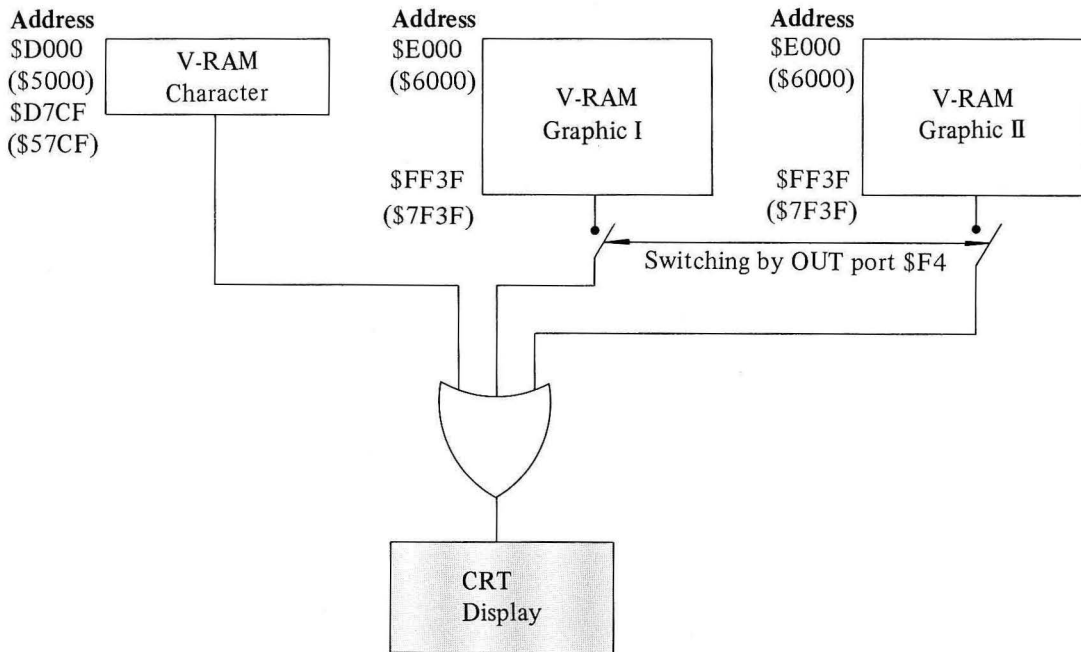 Address
$D000
($5000)
$D7CF
($57CF)
V-RAM
Character
Address
$E000
($6000)
$FF3F
($7F3F)
V-RAM
Graphic I
Address
$E000
($6000)
$FF3F
($7F3F)
V-RAM
Graphic II
Switching by OUT port $F4
CRT
Display